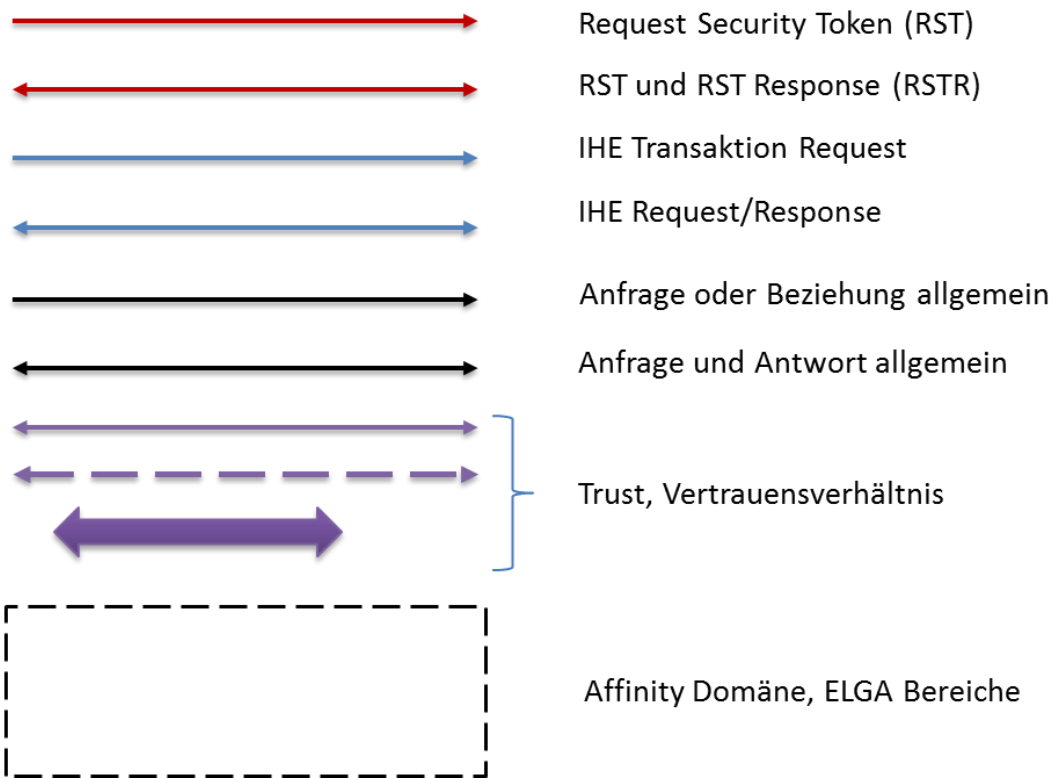 Request Security Token (RST)
RST und RST Response (RSTR)
IHE Transaktion Request
IHE Request/Response
Anfrage oder Beziehung allgemein
Anfrage und Antwort allgemein
Trust, Vertrauensverhältnis
Affinity Domäne, ELGA Bereiche